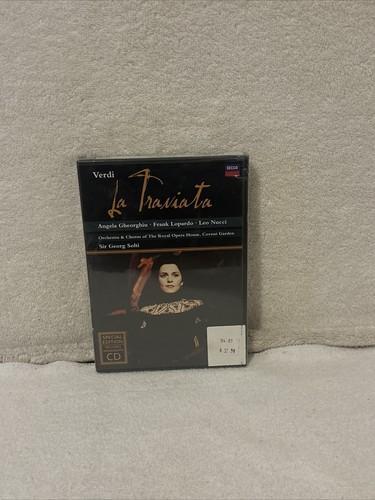 DECCA
Verdi
La Traviata
Angela Gheorghiu · Frank Lopardo · Leo Nucci
Orchestra & Chorus of The Royal Opera House, Covent Garden
Sir Georg Solti
SPECIAL
EDITION
CD